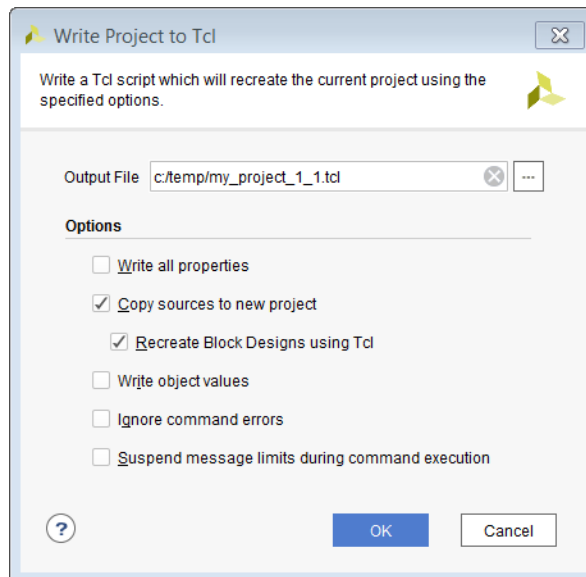 Write Project to Tcl
Write a Tcl script which will recreate the current project using the
specified options.
Output File c:/temp/my_project_1_1.tcl ...
Options
Write all properties
Copy sources to new project
Recreate Block Designs using Tcl
Write object values
Ignore command errors
Suspend message limits during command execution
? OK Cancel